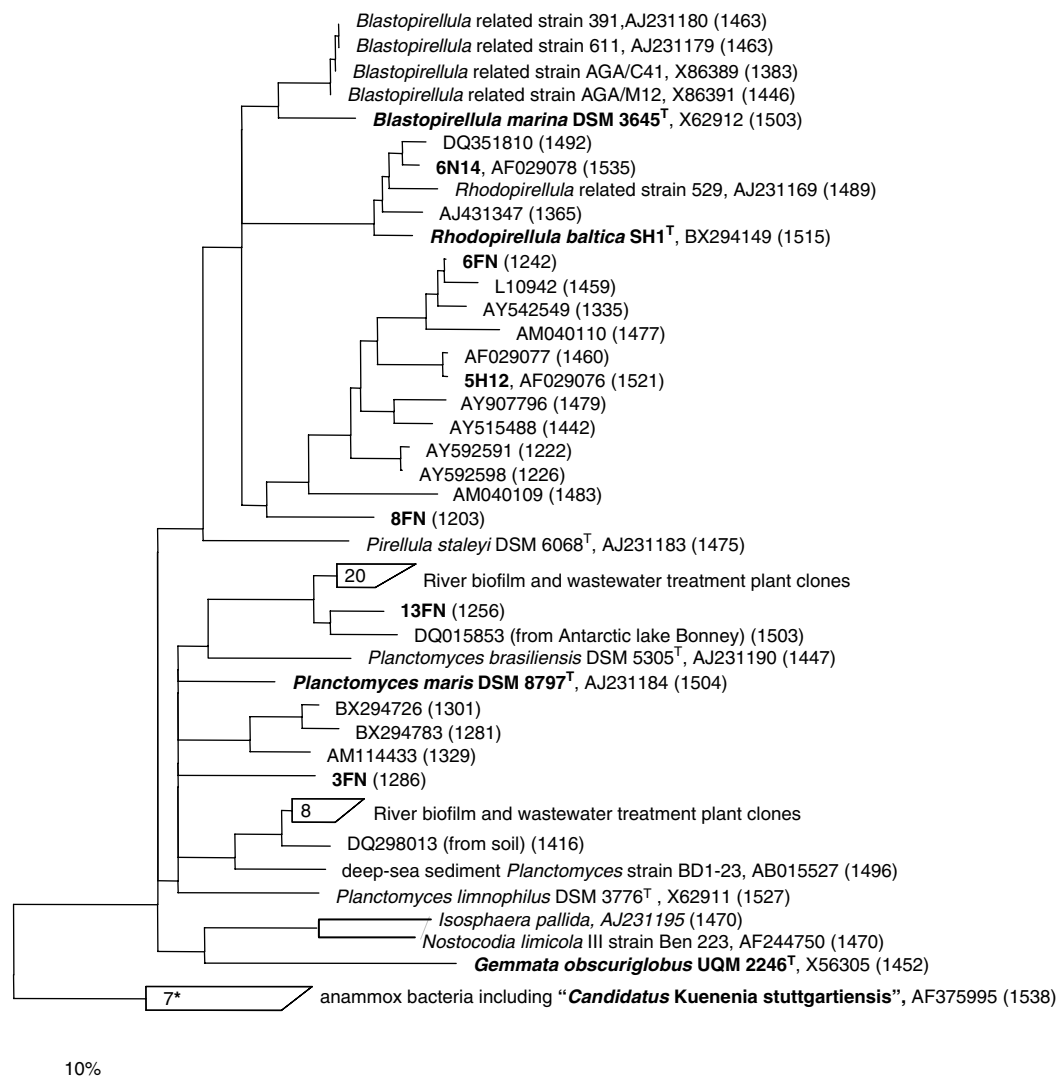 Blastopirellula related strain 391,AJ231180 (1463)
Blastopirellula related strain 611, AJ231179 (1463)
Blastopirellula related strain AGA/C41, X86389 (1383)
Blastopirellula related strain AGA/M12, X86391 (1446)
Blastopirellula marina DSM 3645T, X62912 (1503)
DQ351810 (1492)
6N14, AF029078 (1535)
Rhodopirellula related strain 529, AJ231169 (1489)
AJ431347 (1365)
Rhodopirellula baltica SH1T, BX294149 (1515)
6FN (1242)
L10942 (1459)
AY542549 (1335)
AM040110 (1477)
AF029077 (1460)
5H12, AF029076 (1521)
AY907796 (1479)
AY515488 (1442)
AY592591 (1222)
AY592598 (1226)
AM040109 (1483)
8FN (1203)
Pirellula staleyi DSM 6068T, AJ231183 (1475)
20 River biofilm and wastewater treatment plant clones
13FN (1256)
DQ015853 (from Antarctic lake Bonney) (1503)
Planctomyces brasiliensis DSM 5305T, AJ231190 (1447)
Planctomyces maris DSM 8797T, AJ231184 (1504)
BX294726 (1301)
BX294783 (1281)
AM114433 (1329)
3FN (1286)
8 River biofilm and wastewater treatment plant clones
DQ298013 (from soil) (1416)
deep-sea sediment Planctomyces strain BD1-23, AB015527 (1496)
Planctomyces limnophilus DSM 3776T , X62911 (1527)
Isosphaera pallida, AJ231195 (1470)
Nostocodia limicola III strain Ben 223, AF244750 (1470)
Gemmata obscuriglobus UQM 2246T, X56305 (1452)
7* anammox bacteria including “Candidatus Kuenenia stuttgartiensis”, AF375995 (1538)
10%